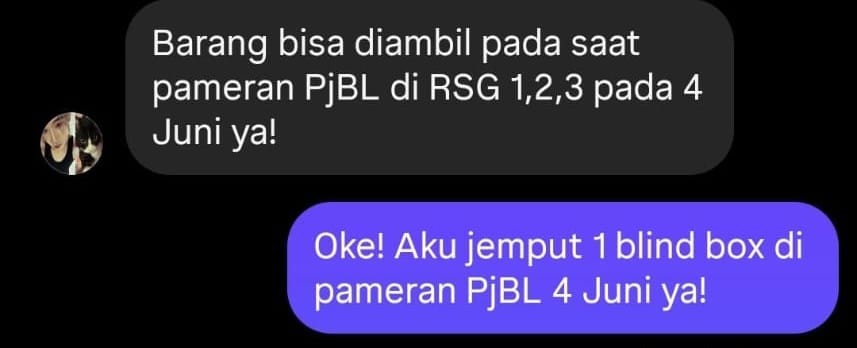 Barang bisa diambil pada saat
pameran PjBL di RSG 1,2,3 pada 4
Juni ya!
Oke! Aku jemput 1 blind box di
pameran PjBL 4 Juni ya!